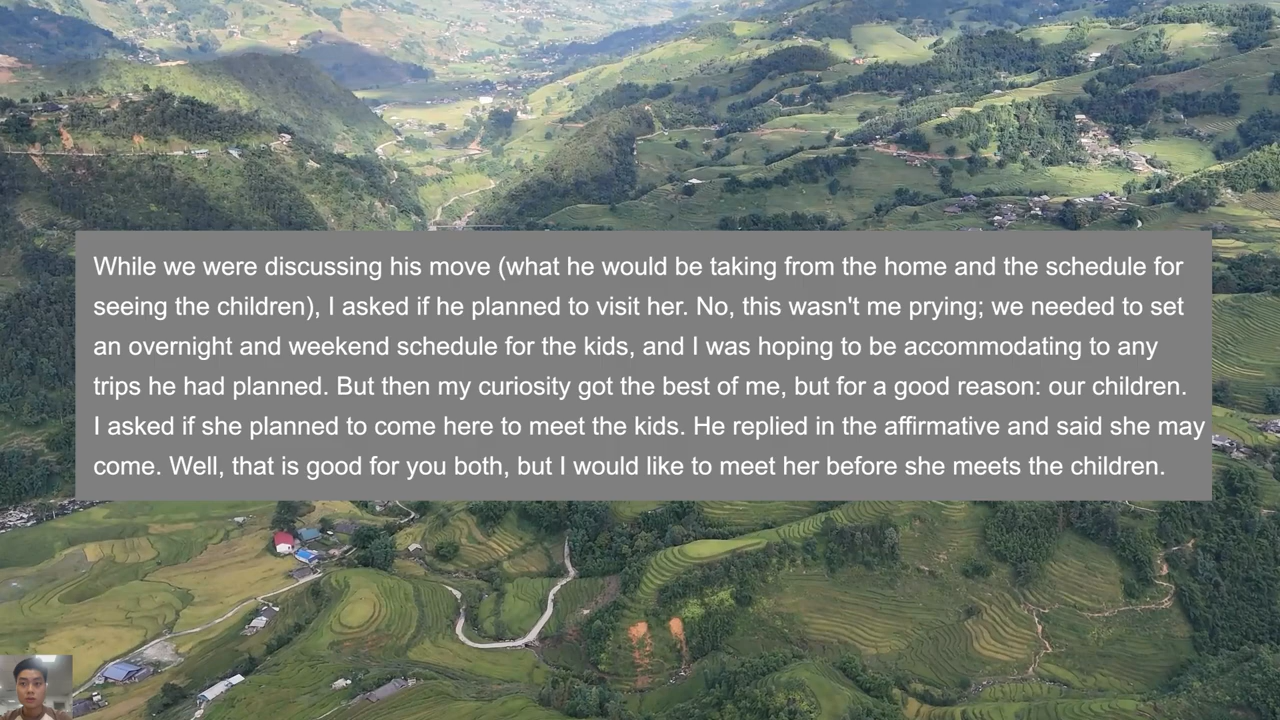 While we were discussing his move (what he would be taking from the home and the schedule for
seeing the children), I asked if he planned to visit her. No, this wasn't me prying; we needed to set
an overnight and weekend schedule for the kids, and I was hoping to be accommodating to any
trips he had planned. But then my curiosity got the best of me, but for a good reason: our children.
I asked if she planned to come here to meet the kids. He replied in the affirmative and said she may
come. Well, that is good for you both, but I would like to meet her before she meets the children.